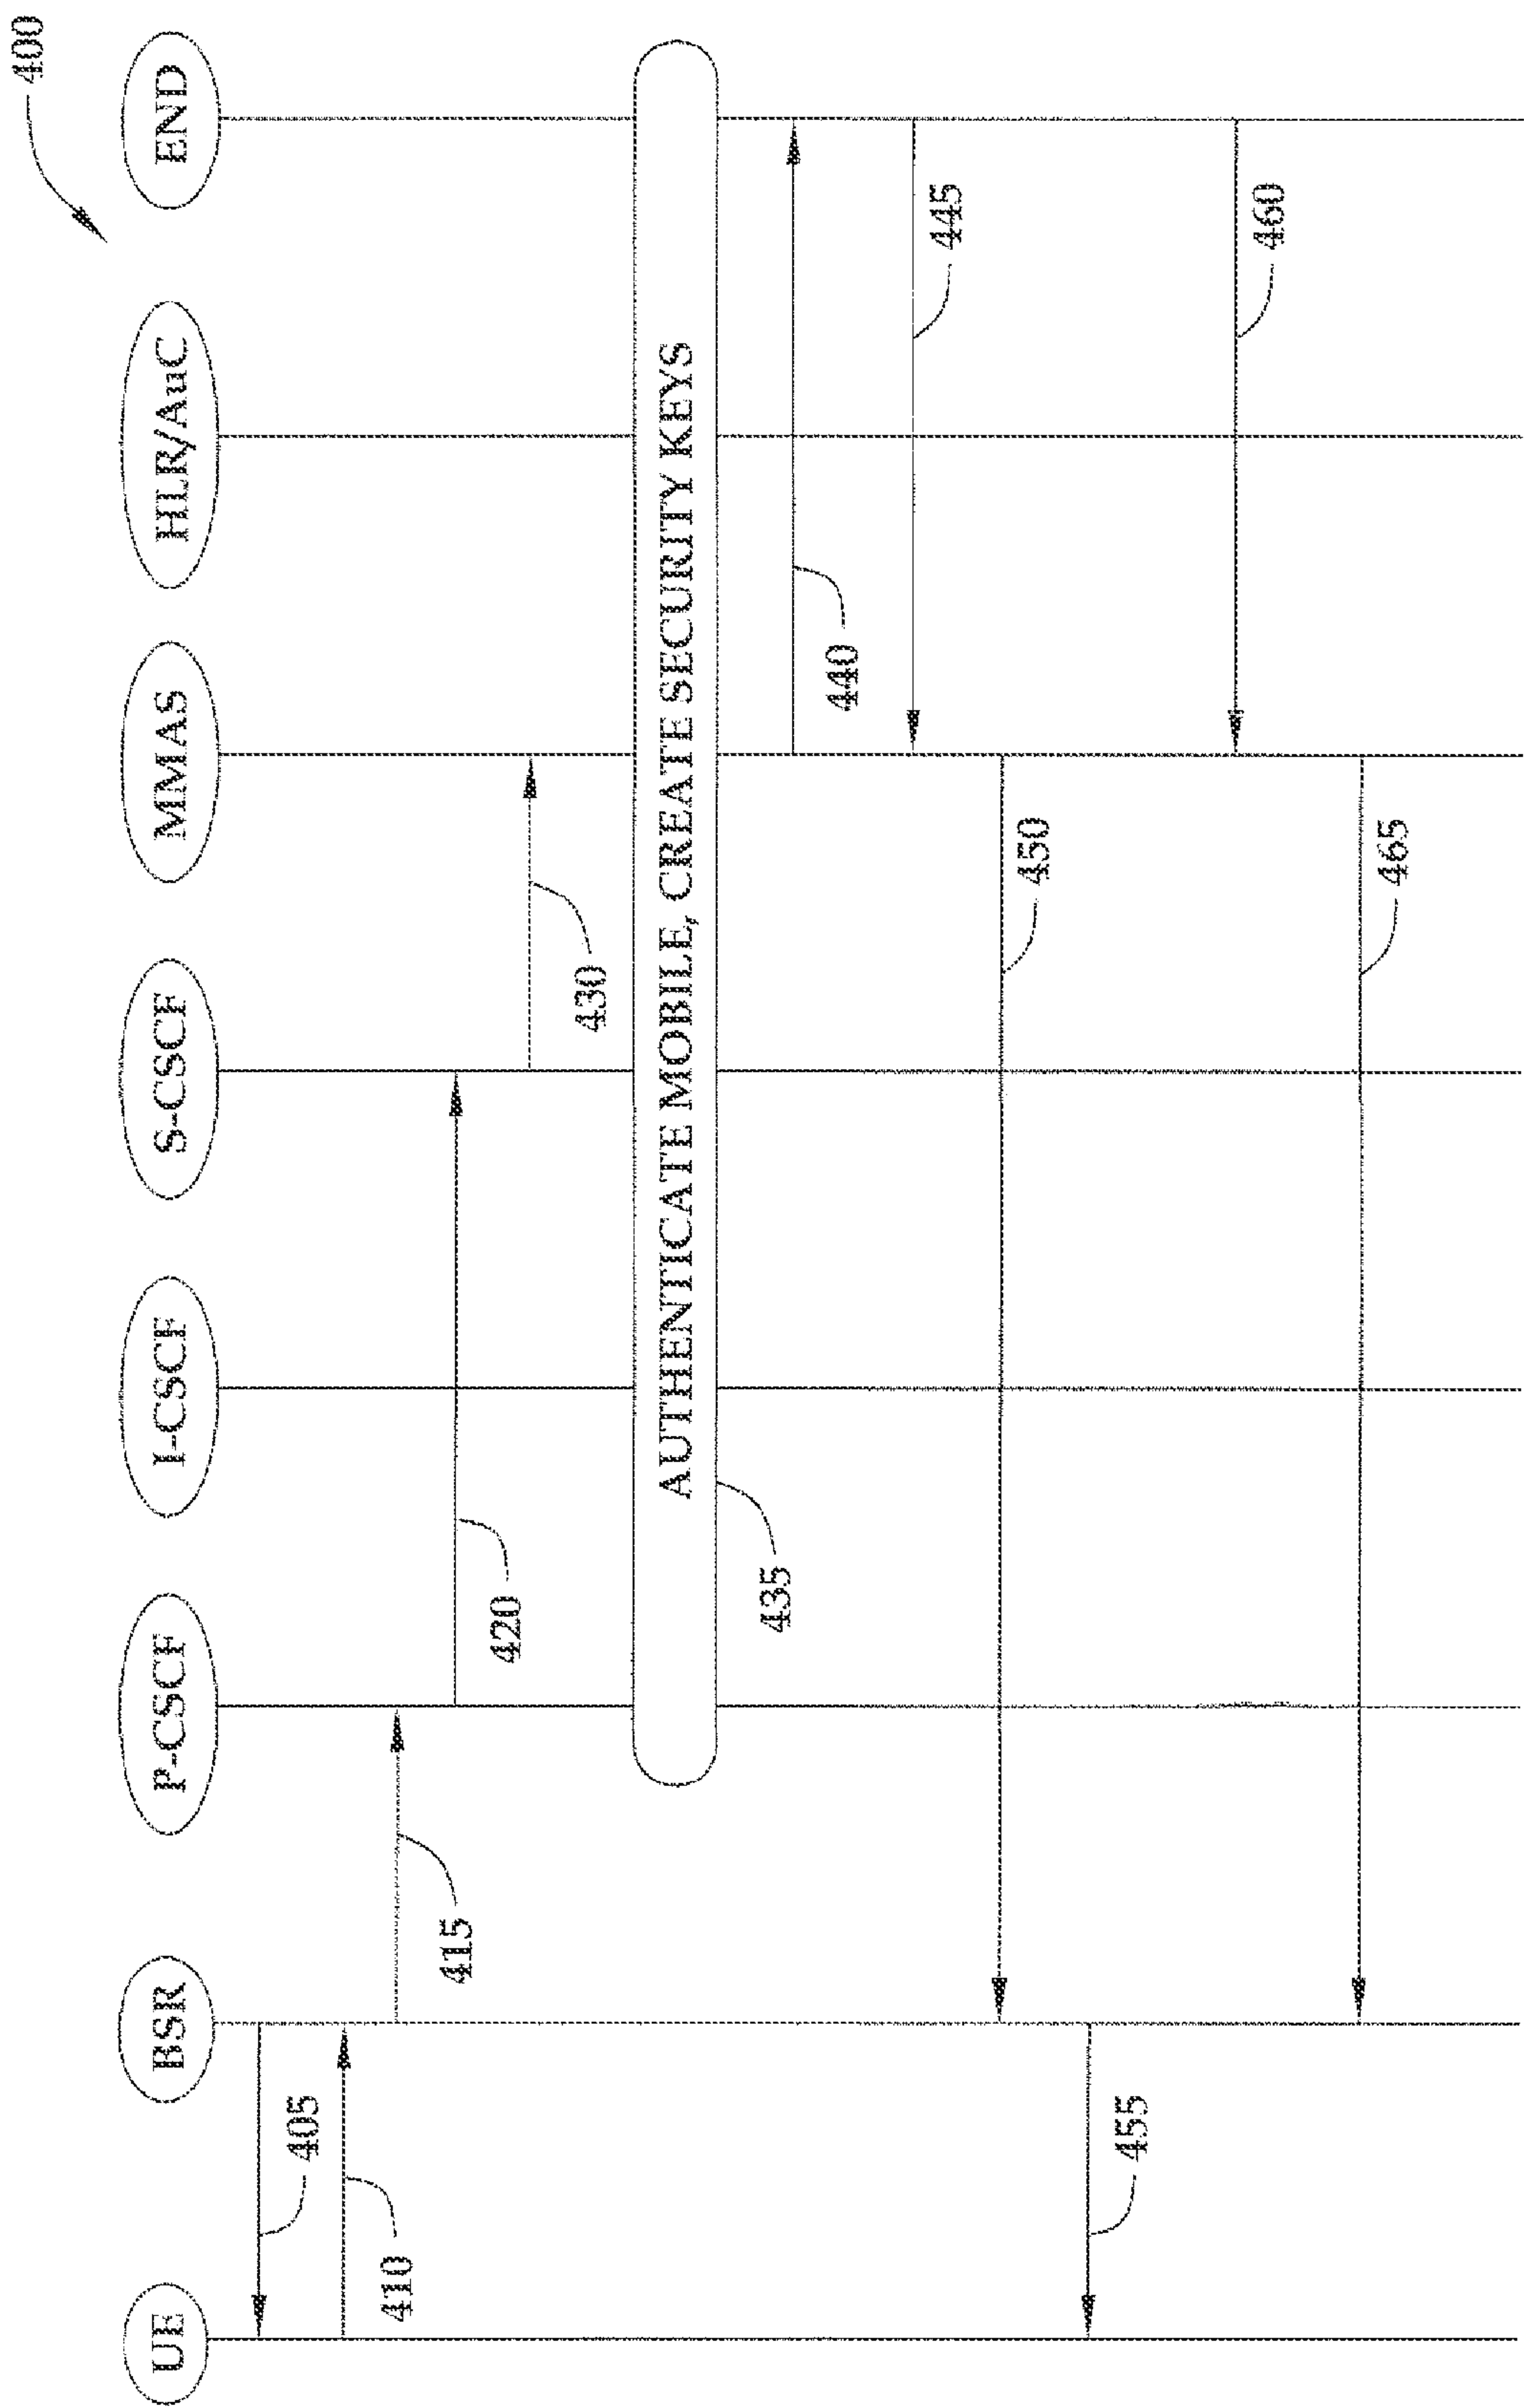 400
UE
BSR
P-CSCF
I-CSCF
S-CSCF
MMAS
HLR/AuC
END
405
410
415
420
430
AUTHENTICATE MOBILE, CREATE SECURITY KEYS
435
440
445
450
455
460
465